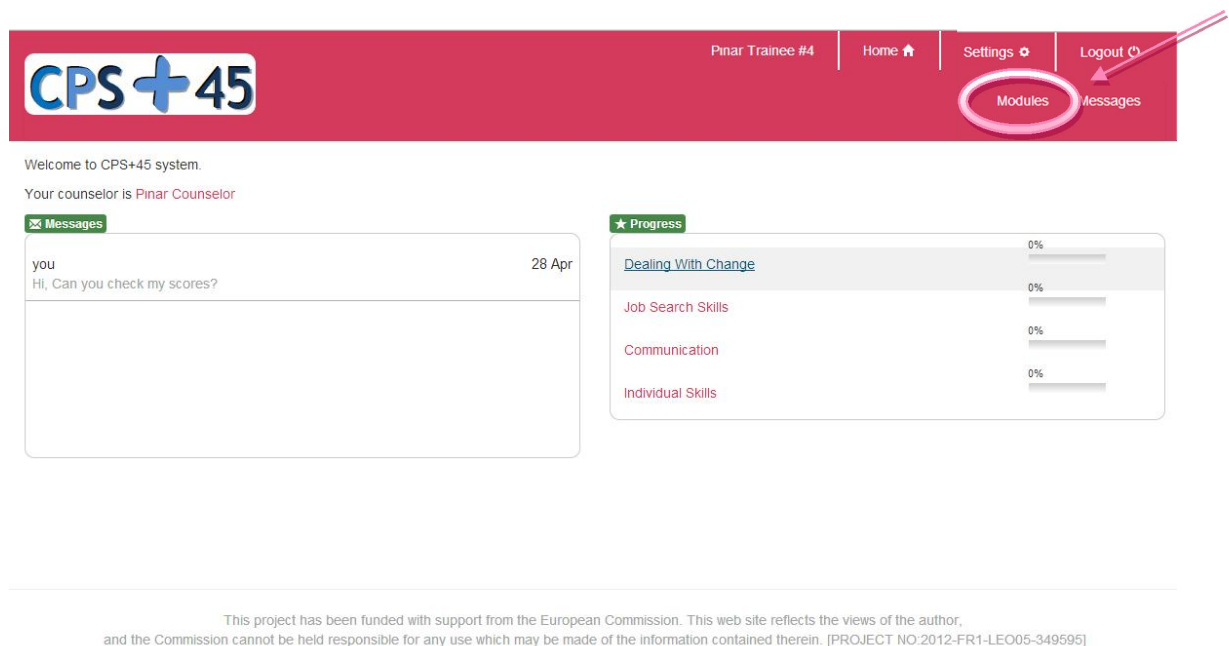 CPS+45
Pınar Trainee #4 Home Settings Logout
Modules Messages
Welcome to CPS+45 system.
Your counselor is Pınar Counselor
Messages
you 28 Apr
Hi, Can you check my scores?
Progress
Dealing With Change 0%
Job Search Skills 0%
Communication 0%
Individual Skills 0%
This project has been funded with support from the European Commission. This web site reflects the views of the author,
and the Commission cannot be held responsible for any use which may be made of the information contained therein. [PROJECT NO:2012-FR1-LEO05-349595]